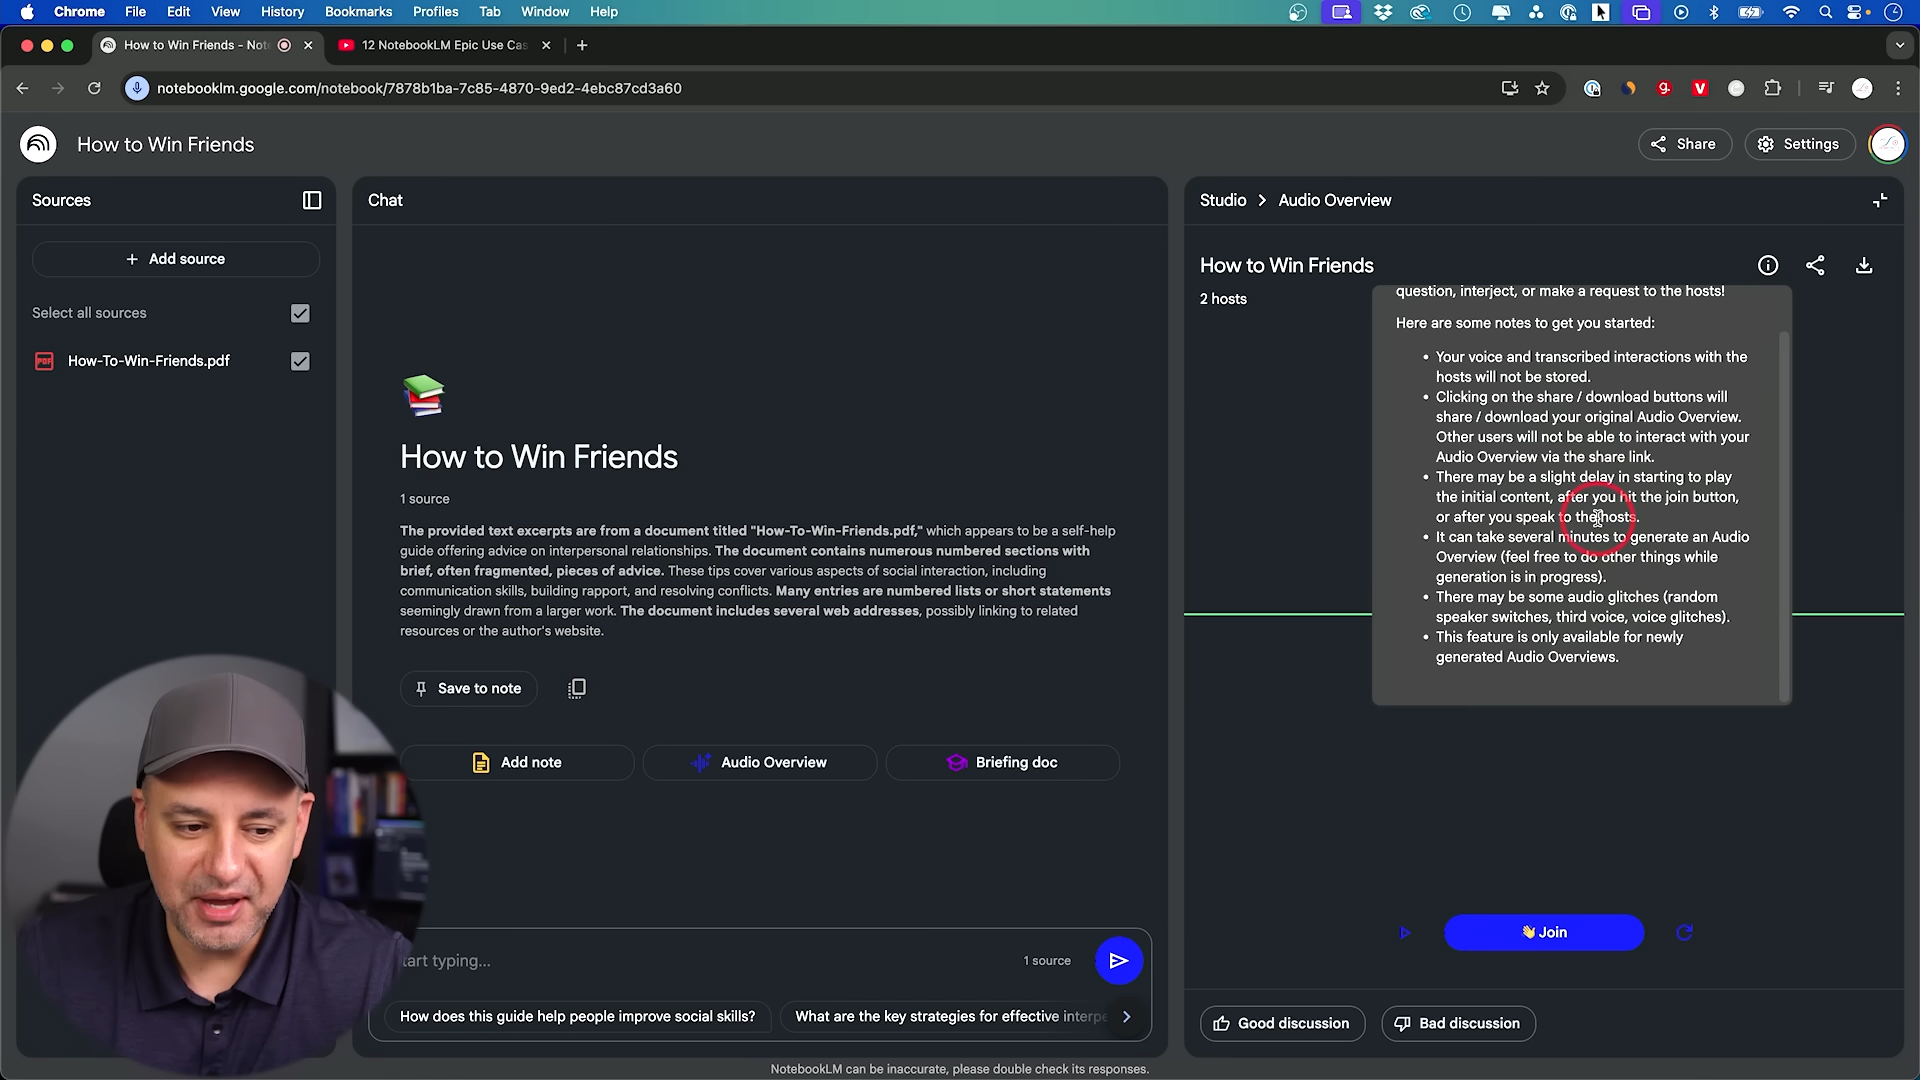 Chrome File Edit View History Bookmarks Profiles Tab Window Help
How to Win Friends - Not
12 NotebookLM Epic Use Cas
notebooklm.google.com/notebook/7878b1ba-7c85-4870-9ed2-4ebc87cd3a60
How to Win Friends
Share
Settings
Sources
Add source
Select all sources
PDF How-To-Win-Friends.pdf
Chat
How to Win Friends
1 source
The provided text excerpts are from a document titled "How-To-Win-Friends.pdf," which appears to be a self-help
guide offering advice on interpersonal relationships. The document contains numerous numbered sections with
brief, often fragmented, pieces of advice. These tips cover various aspects of social interaction, including
communication skills, building rapport, and resolving conflicts. Many entries are numbered lists or short statements
seemingly drawn from a larger work. The document includes several web addresses, possibly linking to related
resources or the author's website.
Save to note
Add note
Audio Overview
Briefing doc
tart typing...
1 source
How does this guide help people improve social skills?
What are the key strategies for effective interpe
NotebookLM can be inaccurate, please double check its responses.
Studio > Audio Overview
How to Win Friends
2 hosts
question, interject, or make a request to the hosts!
Here are some notes to get you started:
• Your voice and transcribed interactions with the
hosts will not be stored.
• Clicking on the share / download buttons will
share / download your original Audio Overview.
Other users will not be able to interact with your
Audio Overview via the share link.
• There may be a slight delay in starting to play
the initial content, after you hit the join button,
or after you speak to the hosts.
• It can take several minutes to generate an Audio
Overview (feel free to do other things while
generation is in progress).
• There may be some audio glitches (random
speaker switches, third voice, voice glitches).
• This feature is only available for newly
generated Audio Overviews.
👋 Join
Good discussion
Bad discussion